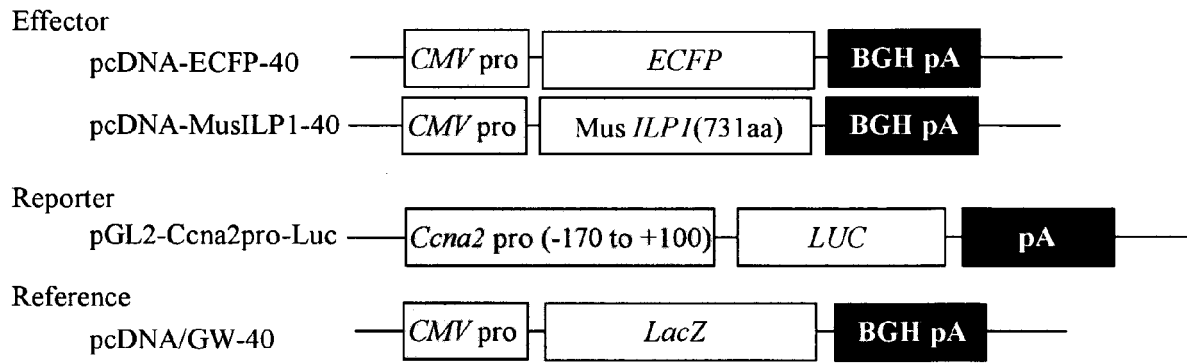 Effector
pcDNA-ECFP-40 CMV pro ECFP BGH pA
pcDNA-MusILP1-40 CMV pro Mus ILP1(731aa) BGH pA
Reporter
pGL2-Ccna2pro-Luc Ccna2 pro (-170 to +100) LUC pA
Reference
pcDNA/GW-40 CMV pro LacZ BGH pA